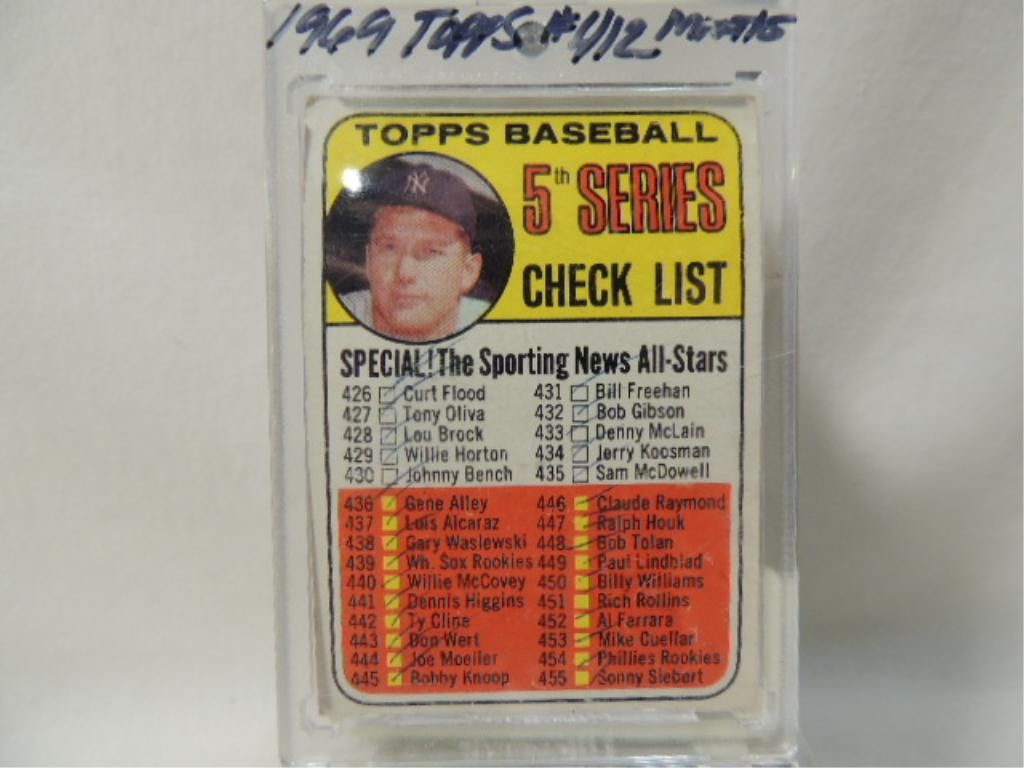 1969 TOPPS #412 Mantle
TOPPS BASEBALL
NY
5th SERIES
CHECK LIST
SPECIAL! The Sporting News All-Stars
426 Curt Flood 431 Bill Freehan
427 Tony Oliva 432 Bob Gibson
428 Lou Brock 433 Denny McLain
429 Willie Horton 434 Jerry Koosman
430 Johnny Bench 435 Sam McDowell
436 Gene Alley 446 Claude Raymond
437 Luis Alcaraz 447 Ralph Houk
438 Gary Waslewski 448 Bob Tolan
439 Wh. Sox Rookies 449 Paul Lindblad
440 Willie McCovey 450 Billy Williams
441 Dennis Higgins 451 Rich Rollins
442 Ty Cline 452 Al Ferrara
443 Don Wert 453 Mike Cuellar
444 Joe Moeller 454 Phillies Rookies
445 Bobby Knoop 455 Sonny Siebert